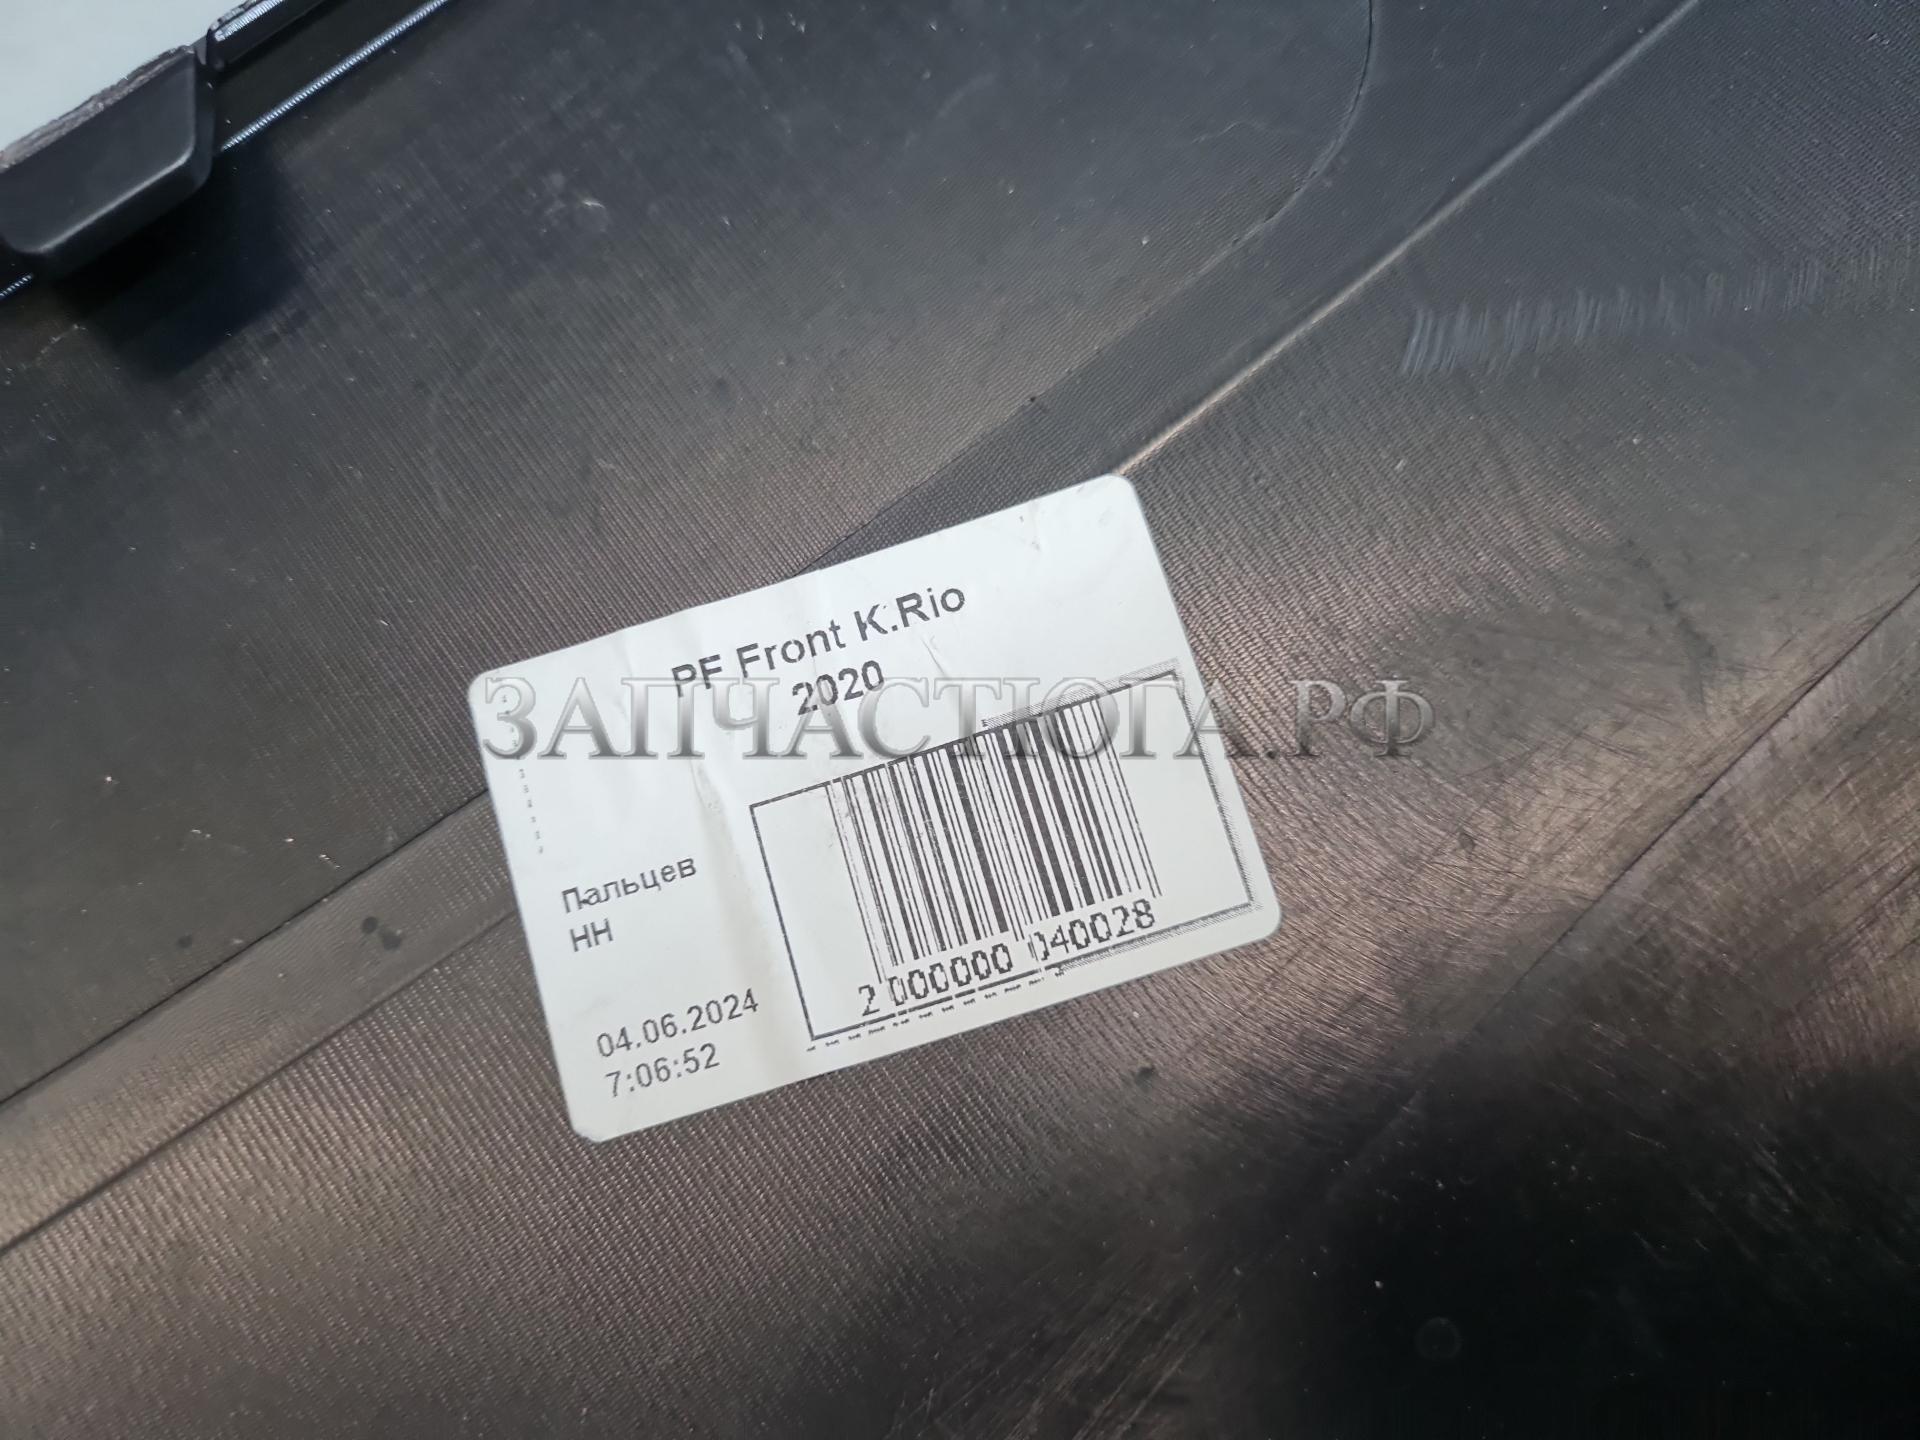 PF Front K.Rio
2020
ЗАПЧАСТЮГА.РФ
Пальцев
НН
2 000000 040028
04.06.2024
7:06:52